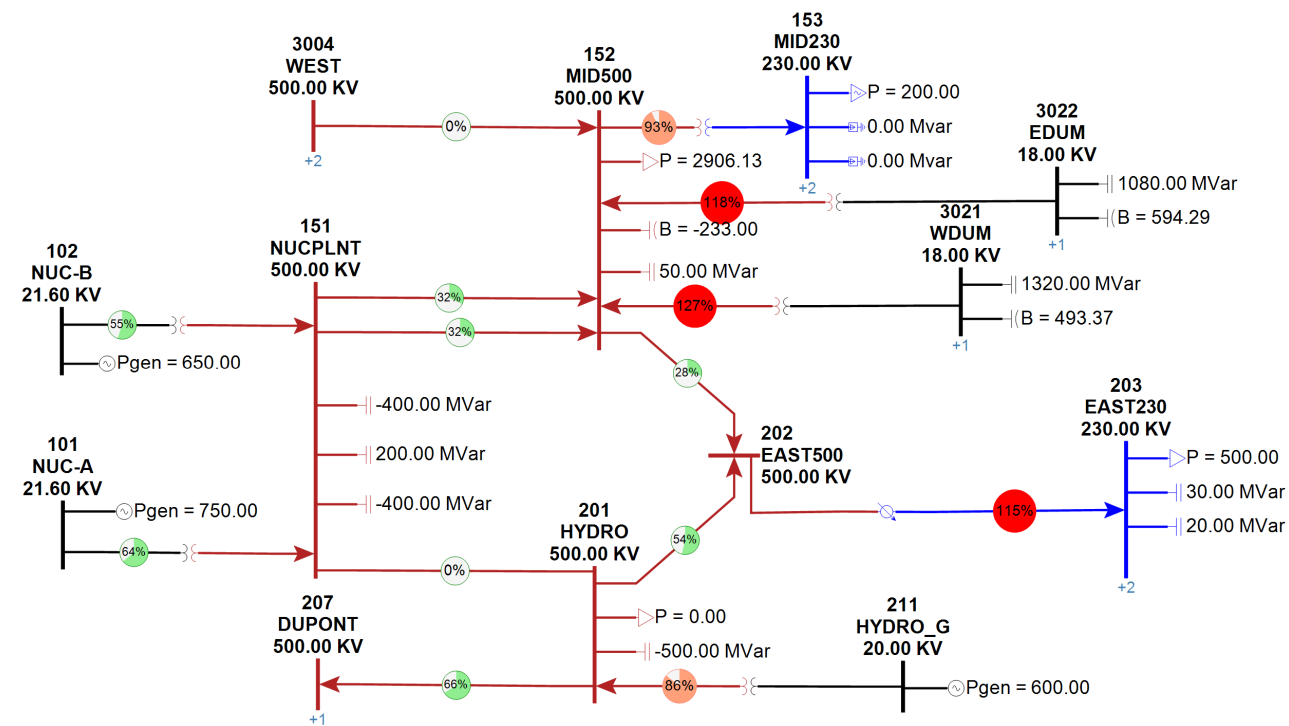 3004
WEST
500.00 KV
0%
+2
152
MID500
500.00 KV
93%
P = 2906.13
118%
B = -233.00
50.00 MVar
127%
153
MID230
230.00 KV
P = 200.00
0.00 Mvar
0.00 Mvar
+2
3022
EDUM
18.00 KV
1080.00 MVar
B = 594.29
+1
3021
WDUM
18.00 KV
1320.00 MVar
B = 493.37
+1
151
NUCPLNT
500.00 KV
32%
32%
-400.00 MVar
200.00 MVar
-400.00 MVar
0%
102
NUC-B
21.60 KV
55%
Pgen = 650.00
101
NUC-A
21.60 KV
Pgen = 750.00
64%
28%
202
EAST500
500.00 KV
115%
203
EAST230
230.00 KV
P = 500.00
30.00 MVar
20.00 MVar
+2
201
HYDRO
500.00 KV
54%
P = 0.00
-500.00 MVar
86%
207
DUPONT
500.00 KV
66%
+1
211
HYDRO_G
20.00 KV
Pgen = 600.00